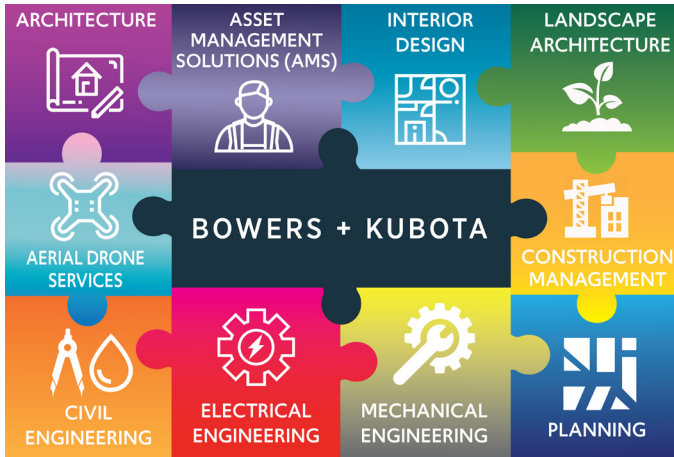 ARCHITECTURE
ASSET
MANAGEMENT
SOLUTIONS (AMS)
INTERIOR
DESIGN
LANDSCAPE
ARCHITECTURE
AERIAL DRONE
SERVICES
BOWERS + KUBOTA
CONSTRUCTION
MANAGEMENT
CIVIL
ENGINEERING
ELECTRICAL
ENGINEERING
MECHANICAL
ENGINEERING
PLANNING